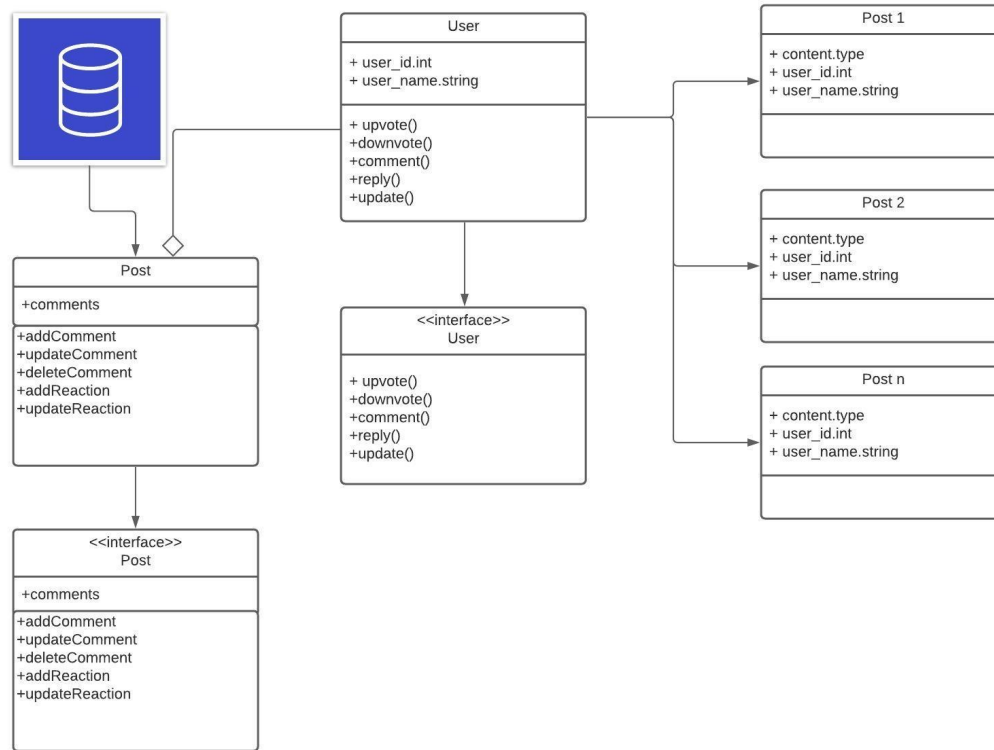 User
+ user_id.int
+ user_name.string
+ upvote()
+downvote()
+comment()
+reply()
+update()
Post 1
+ content.type
+ user_id.int
+ user_name.string
Post 2
+ content.type
+ user_id.int
+ user_name.string
Post n
+ content.type
+ user_id.int
+ user_name.string
Post
+comments
+addComment
+updateComment
+deleteComment
+addReaction
+updateReaction
<<interface>>
User
+ upvote()
+downvote()
+comment()
+reply()
+update()
<<interface>>
Post
+comments
+addComment
+updateComment
+deleteComment
+addReaction
+updateReaction